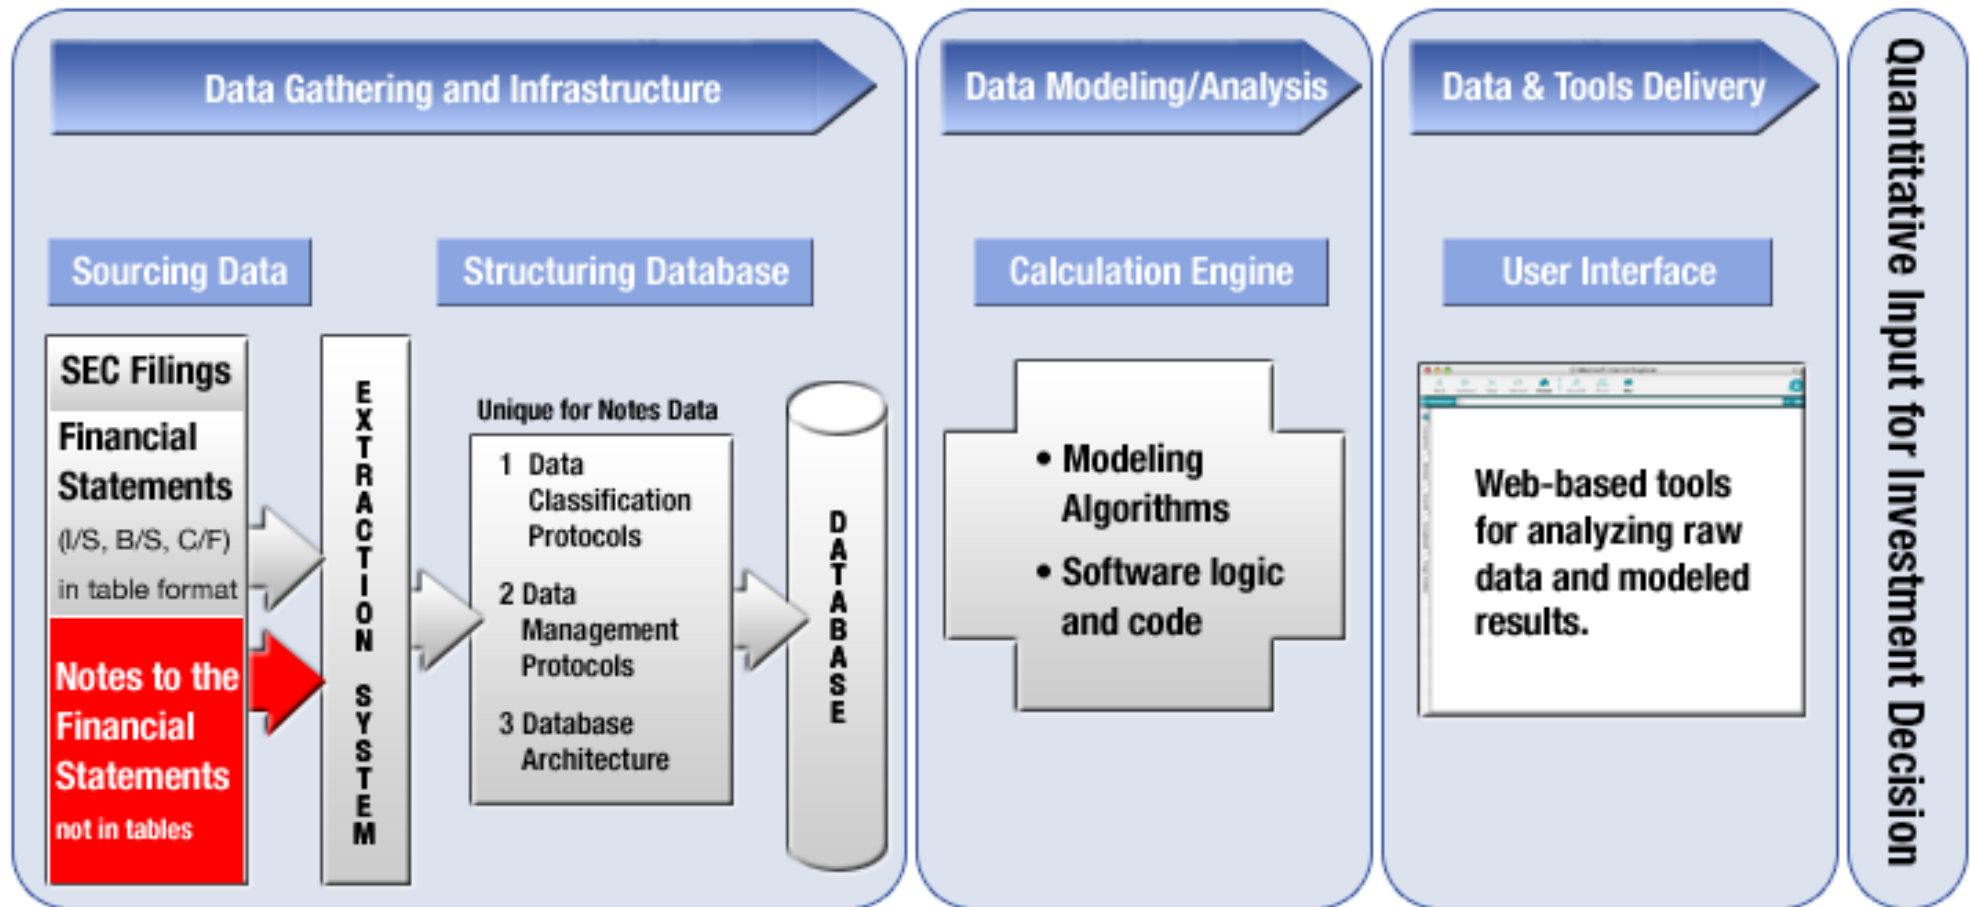 Data Gathering and Infrastructure
Data Modeling/Analysis
Data & Tools Delivery
Sourcing Data
Structuring Database
Calculation Engine
User Interface
SEC Filings
Financial
Statements
(I/S, B/S, C/F)
in table format
Notes to the
Financial
Statements
not in tables
EXTRACTION SYSTEM
Unique for Notes Data
1 Data
Classification
Protocols
2 Data
Management
Protocols
3 Database
Architecture
DATABASE
• Modeling
Algorithms
• Software logic
and code
Web-based tools
for analyzing raw
data and modeled
results.
Quantitative Input for Investment Decision